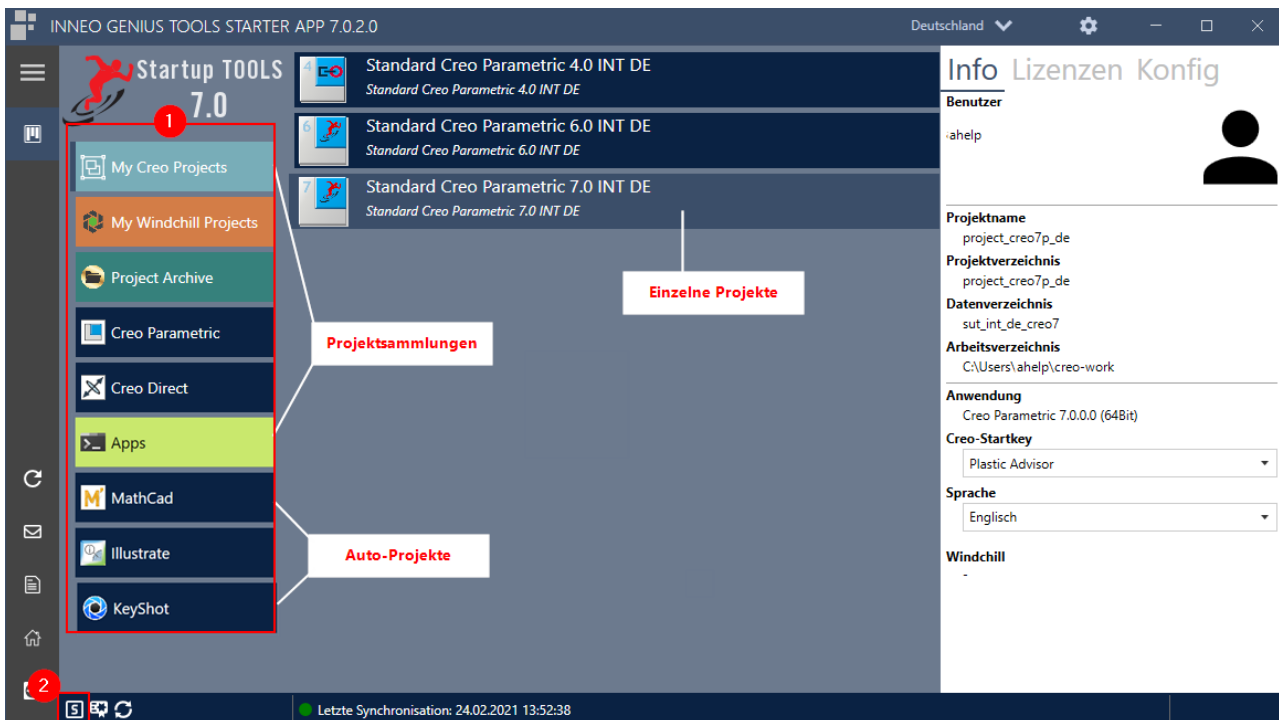 INNEO GENIUS TOOLS STARTER APP 7.0.2.0
Deutschland
Startup TOOLS
7.0
1
My Creo Projects
My Windchill Projects
Project Archive
Creo Parametric
Creo Direct
Apps
MathCad
Illustrate
KeyShot
4
Standard Creo Parametric 4.0 INT DE
Standard Creo Parametric 4.0 INT DE
6
Standard Creo Parametric 6.0 INT DE
Standard Creo Parametric 6.0 INT DE
7
Standard Creo Parametric 7.0 INT DE
Standard Creo Parametric 7.0 INT DE
Einzelne Projekte
Projektsammlungen
Auto-Projekte
Info Lizenzen Konfig
Benutzer
ahelp
Projektname
project_creo7p_de
Projektverzeichnis
project_creo7p_de
Datenverzeichnis
sut_int_de_creo7
Arbeitsverzeichnis
C:\Users\ahelp\creo-work
Anwendung
Creo Parametric 7.0.0.0 (64Bit)
Creo-Startkey
Plastic Advisor
Sprache
Englisch
Windchill
-
2
S
Letzte Synchronisation: 24.02.2021 13:52:38